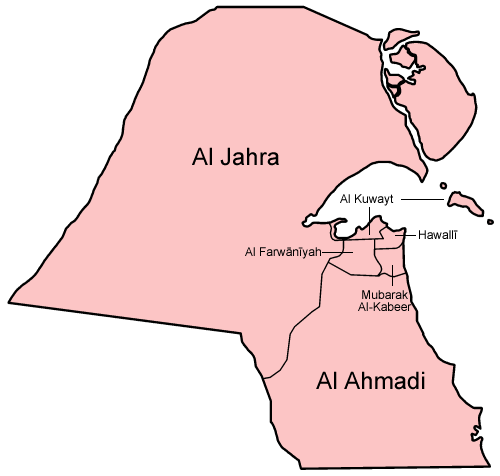 Al Jahra
Al Kuwayt
Hawallī
Al Farwānīyah
Mubarak
Al-Kabeer
Al Ahmadi